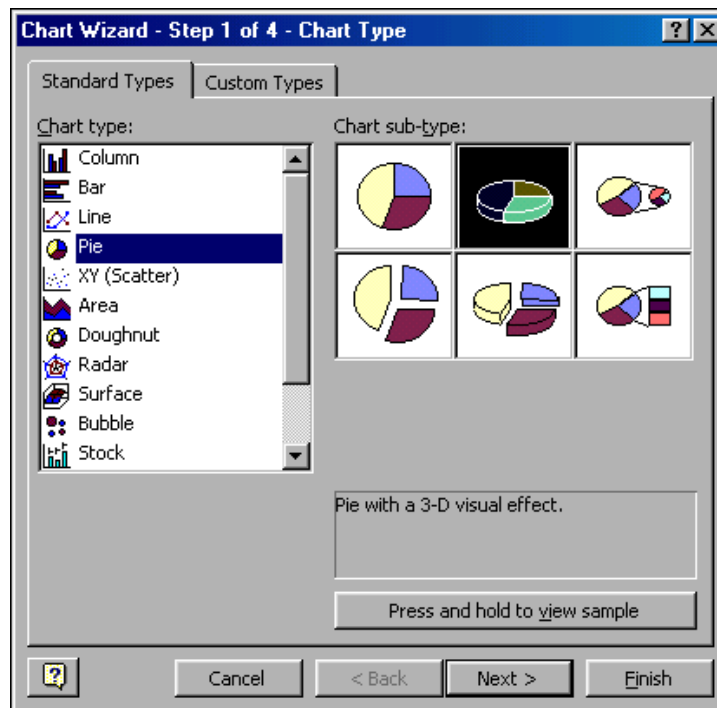 Chart Wizard - Step 1 of 4 - Chart Type
Standard Types
Custom Types
Chart type:
Column
Bar
Line
Pie
XY (Scatter)
Area
Doughnut
Radar
Surface
Bubble
Stock
Chart sub-type:
Pie with a 3-D visual effect.
Press and hold to view sample
Cancel
< Back
Next >
Finish